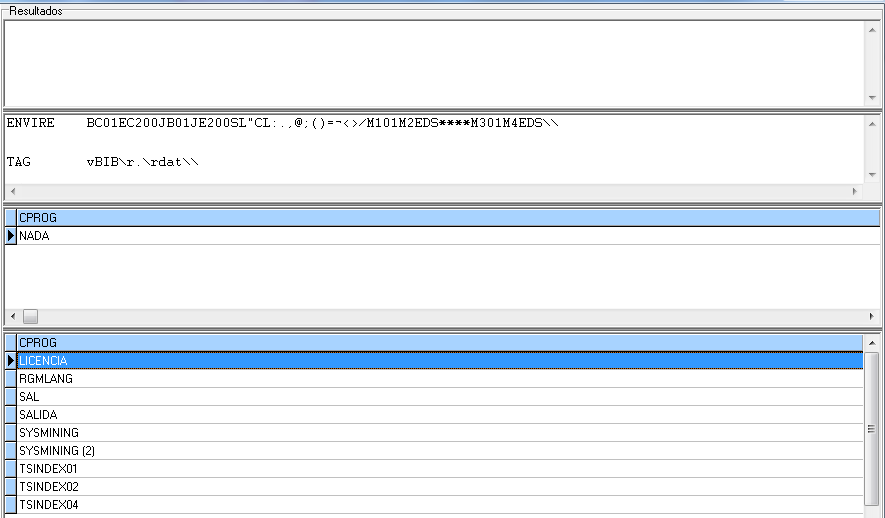 Resultados
ENVIRE BC01EC200JB01JE200SL"CL:.,@;()=¬<>/M101M2EDS****M301M4EDS\\
TAG vBIB\r.\rdat\\
CPROG
NADA
CPROG
LICENCIA
RGMLANG
SAL
SALIDA
SYSMINING
SYSMINING (2)
TSINDEX01
TSINDEX02
TSINDEX04